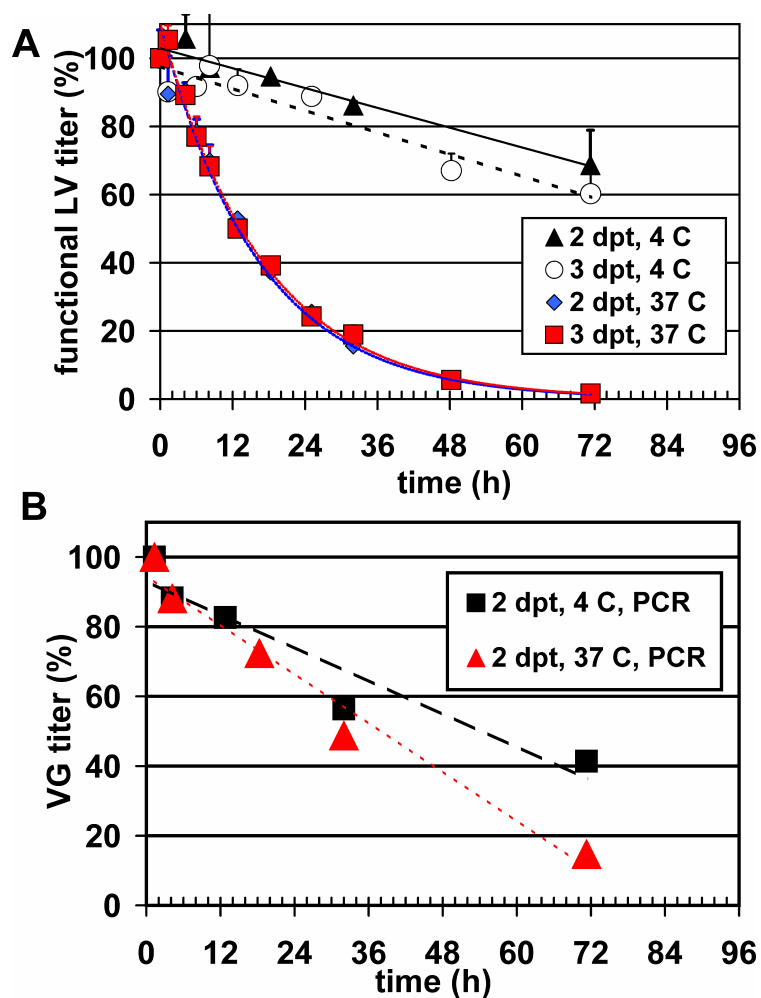 A
functional LV titer (%)
100
80
60
40
20
0
2 dpt, 4 C
3 dpt, 4 C
2 dpt, 37 C
3 dpt, 37 C
0 12 24 36 48 60 72 84 96
time (h)
B
VG titer (%)
100
80
60
40
20
0
2 dpt, 4 C, PCR
2 dpt, 37 C, PCR
0 12 24 36 48 60 72 84 96
time (h)